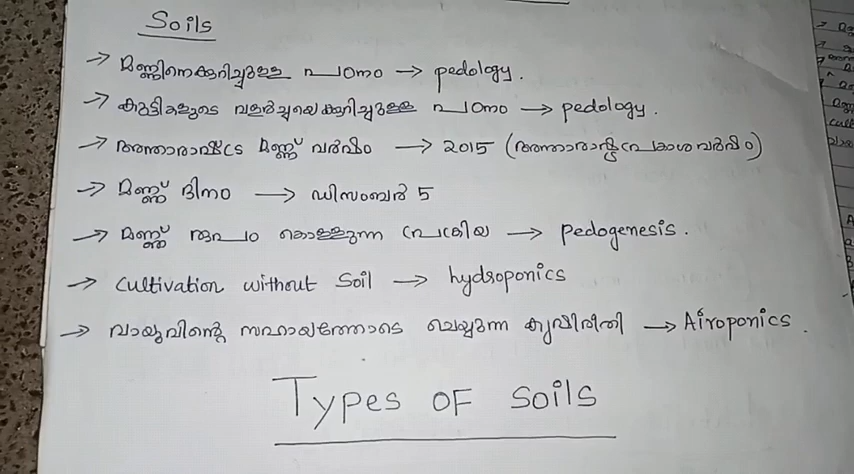 Soils
→ മണ്ണിനെക്കുറിച്ചുള്ള പഠനം → pedology.
→ കുട്ടികളുടെ വളർച്ചയെക്കുറിച്ചുള്ള പഠനം → pedology.
→ അന്താരാഷ്ട്ര മണ്ണ് വർഷം → 2015 (അന്താരാഷ്ട്ര പ്രകാശവർഷം)
→ മണ്ണ് ദിനം → ഡിസംബർ 5
→ മണ്ണ് രൂപം കൊള്ളുന്ന പ്രക്രിയ → Pedogenesis.
→ Cultivation without Soil → hydroponics
→ വായുവിന്റെ സഹായത്തോടെ ചെയ്യുന്ന കൃഷിരീതി → Airoponics.
Types OF Soils